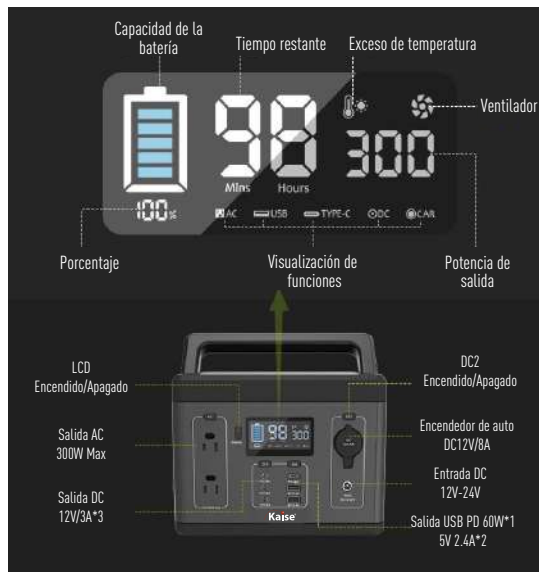 Capacidad de la
batería
Tiempo restante
Exceso de temperatura
Ventilador
98
300
Mins
Hours
100%
AC
USB
TYPE-C
DC
CAR
Porcentaje
Visualización de
funciones
Potencia de
salida
LCD
Encendido/Apagado
DC2
Encendido/Apagado
Salida AC
300W Max
Encendedor de auto
DC12V/8A
Entrada DC
12V-24V
Salida DC
12V/3A*3
Salida USB PD 60W*1
5V 2.4A*2
98
300
Kaise